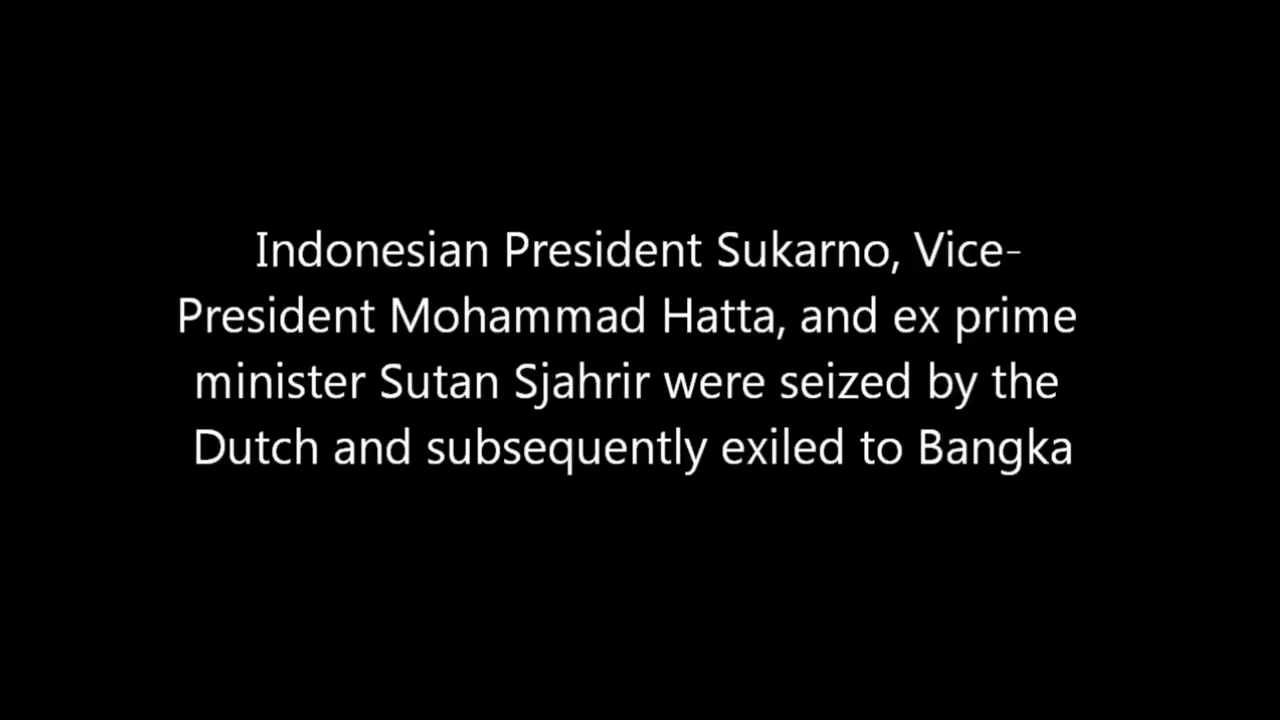 Indonesian President Sukarno, Vice-
President Mohammad Hatta, and ex prime
minister Sutan Sjahrir were seized by the
Dutch and subsequently exiled to Bangka